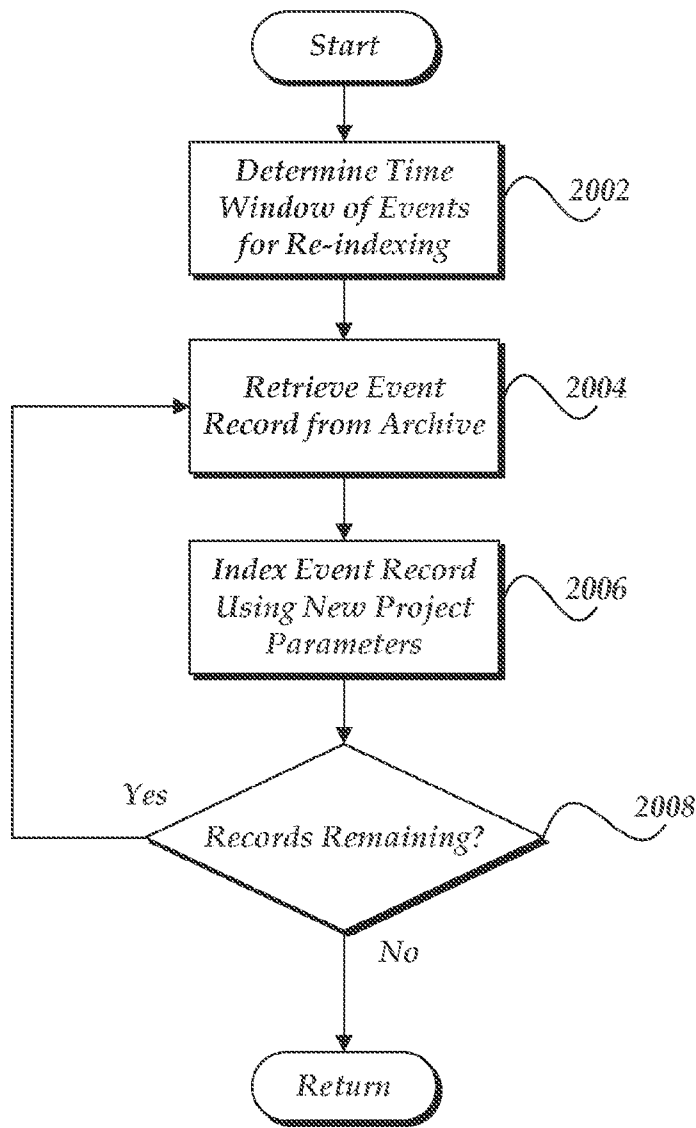 Start
Determine Time
Window of Events
for Re-indexing
2002
Retrieve Event
Record from Archive
2004
Index Event Record
Using New Project
Parameters
2006
Yes
Records Remaining?
2008
No
Return